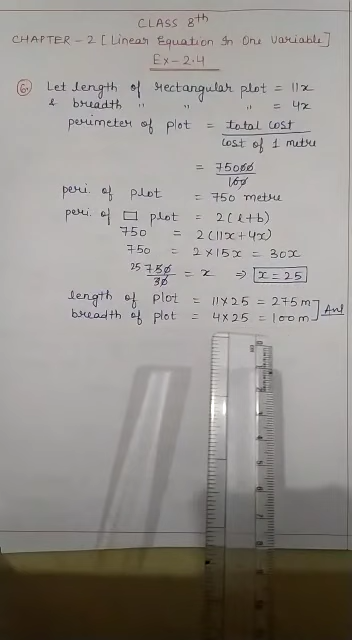 CLASS 8th
CHAPTER - 2 [Linear Equation In One Variable]
Ex-2.4
6. Let length of rectangular plot = 11x
& breadth " " " = 4x
perimeter of plot = total cost / cost of 1 metre
= 75000 / 100
peri. of plot = 750 metre
peri. of □ plot = 2(l+b)
750 = 2(11x+4x)
750 = 2×15x = 30x
25 750/30 = x ⇒ x = 25
length of plot = 11×25 = 275m
breadth of plot = 4×25 = 100m ] Ans